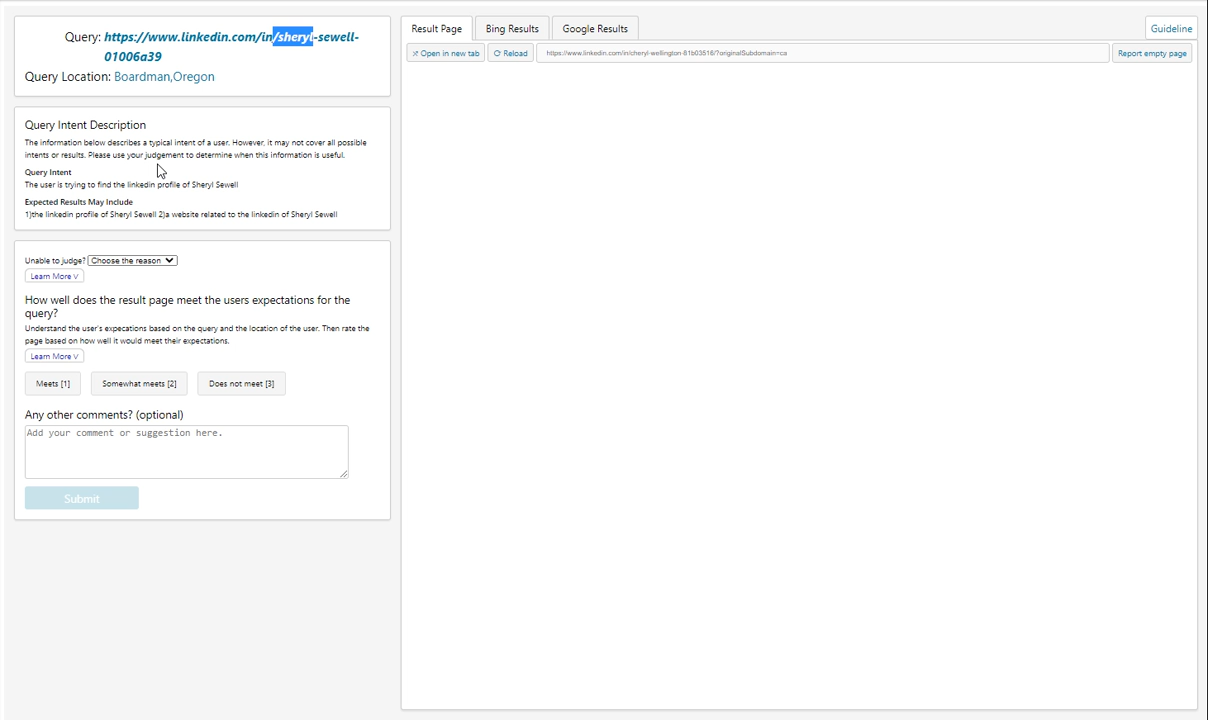 Query: https://www.linkedin.com/in/sheryl-sewell-
01006a39
Query Location: Boardman,Oregon
Query Intent Description
The information below describes a typical intent of a user. However, it may not cover all possible
intents or results. Please use your judgement to determine when this information is useful.
Query Intent
The user is trying to find the linkedin profile of Sheryl Sewell
Expected Results May Include
1)the linkedin profile of Sheryl Sewell 2)a website related to the linkedin of Sheryl Sewell
Unable to judge? Choose the reason
Learn More V
How well does the result page meet the users expectations for the
query?
Understand the user's expecations based on the query and the location of the user. Then rate the
page based on how well it would meet their expectations.
Learn More V
Meets [1] Somewhat meets [2] Does not meet [3]
Any other comments? (optional)
Add your comment or suggestion here.
Submit
Result Page Bing Results Google Results Guideline
Open in new tab Reload https://www.linkedin.com/in/cheryl-wellington-81b03516/?originalSubdomain=ca Report empty page